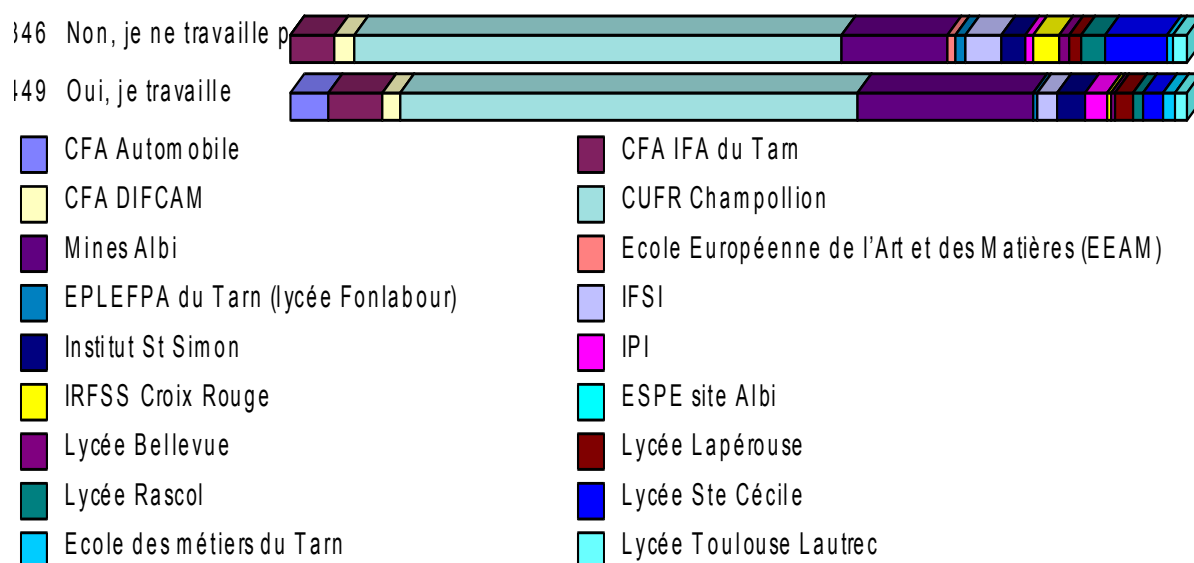 346 Non, je ne travaille p
449 Oui, je travaille
CFA Automobile
CFA IFA du Tarn
CFA DIFCAM
CUFR Champollion
Mines Albi
Ecole Européenne de l'Art et des Matières (EEAM)
EPLEFPA du Tarn (lycée Fonlabour)
IFSI
Institut St Simon
IPI
IRFSS Croix Rouge
ESPE site Albi
Lycée Bellevue
Lycée Lapérouse
Lycée Rascol
Lycée Ste Cécile
Ecole des métiers du Tarn
Lycée Toulouse Lautrec